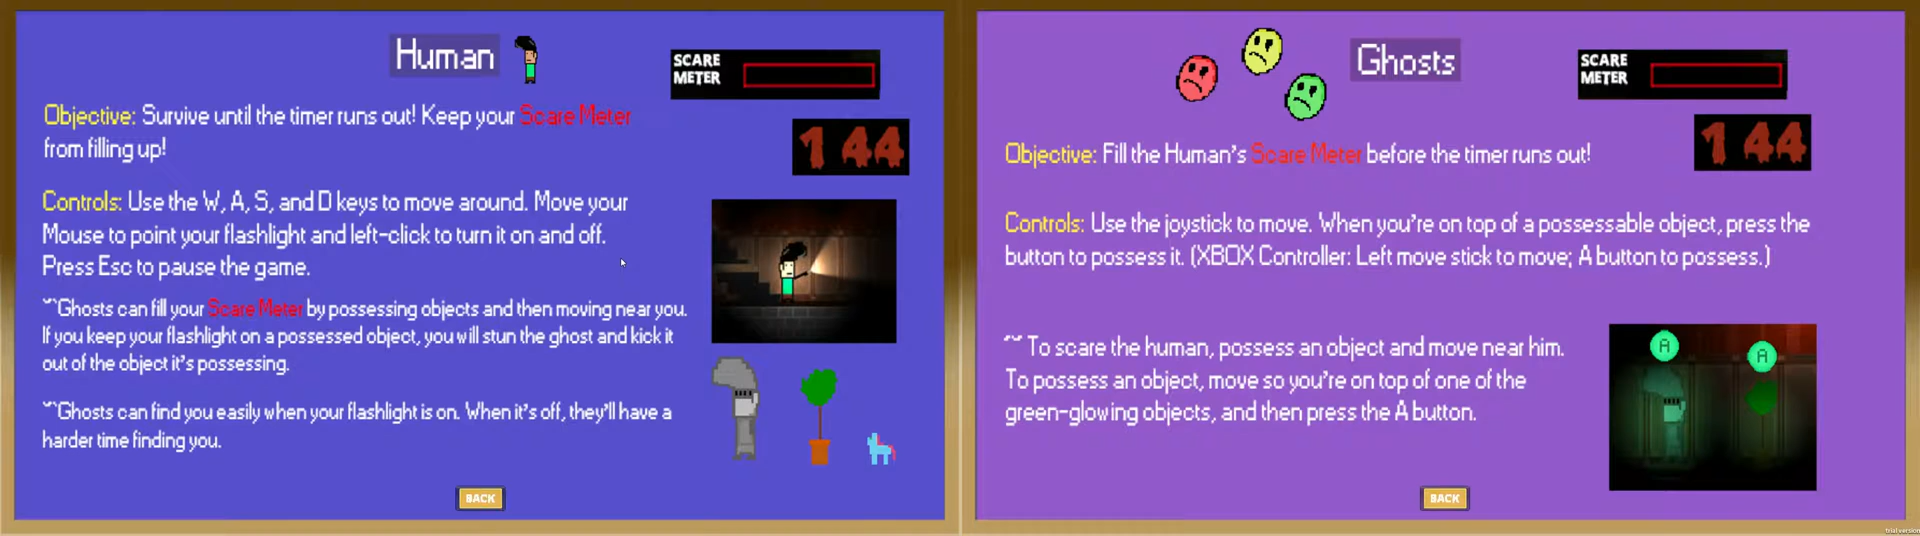 Human
SCARE
METER
Objective: Survive until the timer runs out! Keep your Scare Meter
from filling up!
144
Controls: Use the W, A, S, and D keys to move around. Move your
Mouse to point your flashlight and left-click to turn it on and off.
Press Esc to pause the game.
~~Ghosts can fill your Scare Meter by possessing objects and then moving near you.
If you keep your flashlight on a possessed object, you will stun the ghost and kick it
out of the object it's possessing.
~~Ghosts can find you easily when your flashlight is on. When it's off, they'll have a
harder time finding you.
BACK
Ghosts
SCARE
METER
Objective: Fill the Human's Scare Meter before the timer runs out!
144
Controls: Use the joystick to move. When you're on top of a possessable object, press the
button to possess it. (XBOX Controller: Left move stick to move; A button to possess.)
~~ To scare the human, possess an object and move near him.
To possess an object, move so you're on top of one of the
green-glowing objects, and then press the A button.
A
A
BACK
trial version